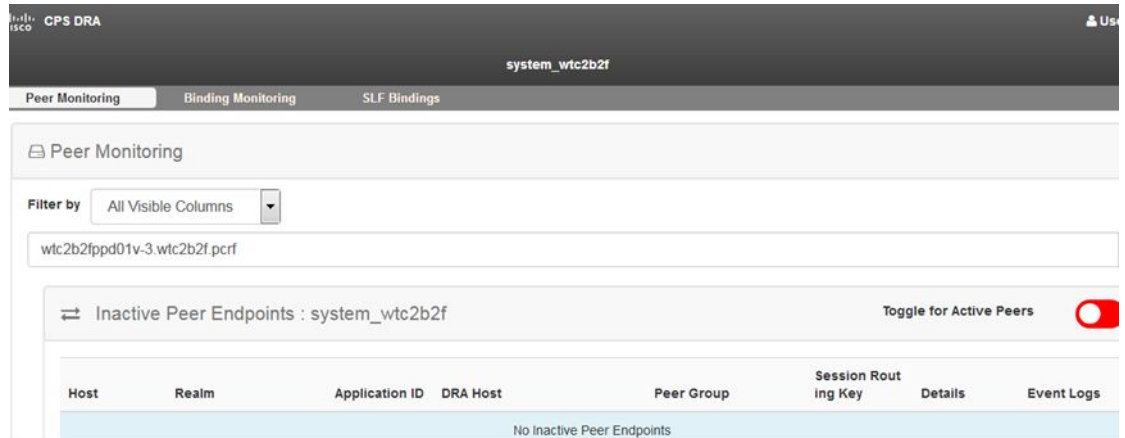 CISCO CPS DRA
system_wtc2b2f
Peer Monitoring Binding Monitoring SLF Bindings
Peer Monitoring
Filter by All Visible Columns
wtc2b2fppd01v-3.wtc2b2f.pcrf
Inactive Peer Endpoints : system_wtc2b2f Toggle for Active Peers
Session Rout
Host Realm Application ID DRA Host Peer Group ing Key Details Event Logs
No Inactive Peer Endpoints